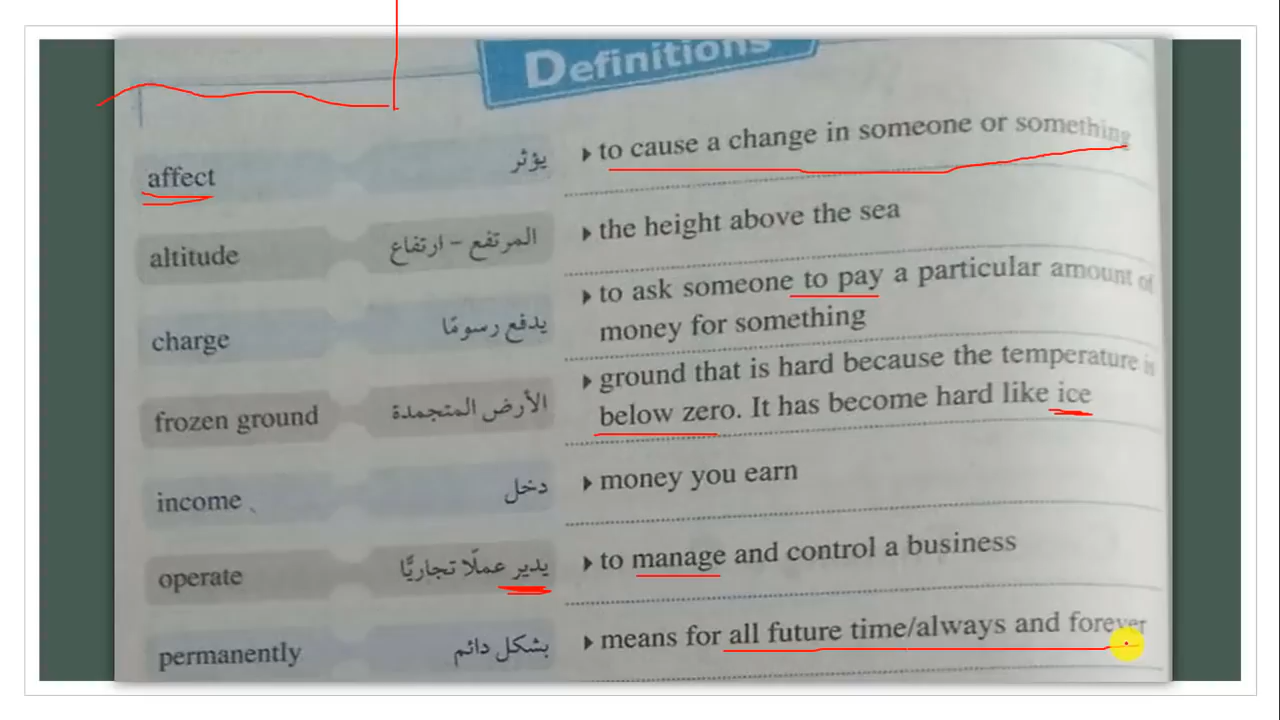 Definitions
affect يؤثر to cause a change in someone or something
altitude المرتفع - ارتفاع the height above the sea
charge يدفع رسومًا to ask someone to pay a particular amount of
money for something
frozen ground الأرض المتجمدة ground that is hard because the temperature is
below zero. It has become hard like ice
income دخل money you earn
operate يدير عملًا تجاريًّا to manage and control a business
permanently بشكل دائم means for all future time/always and forever